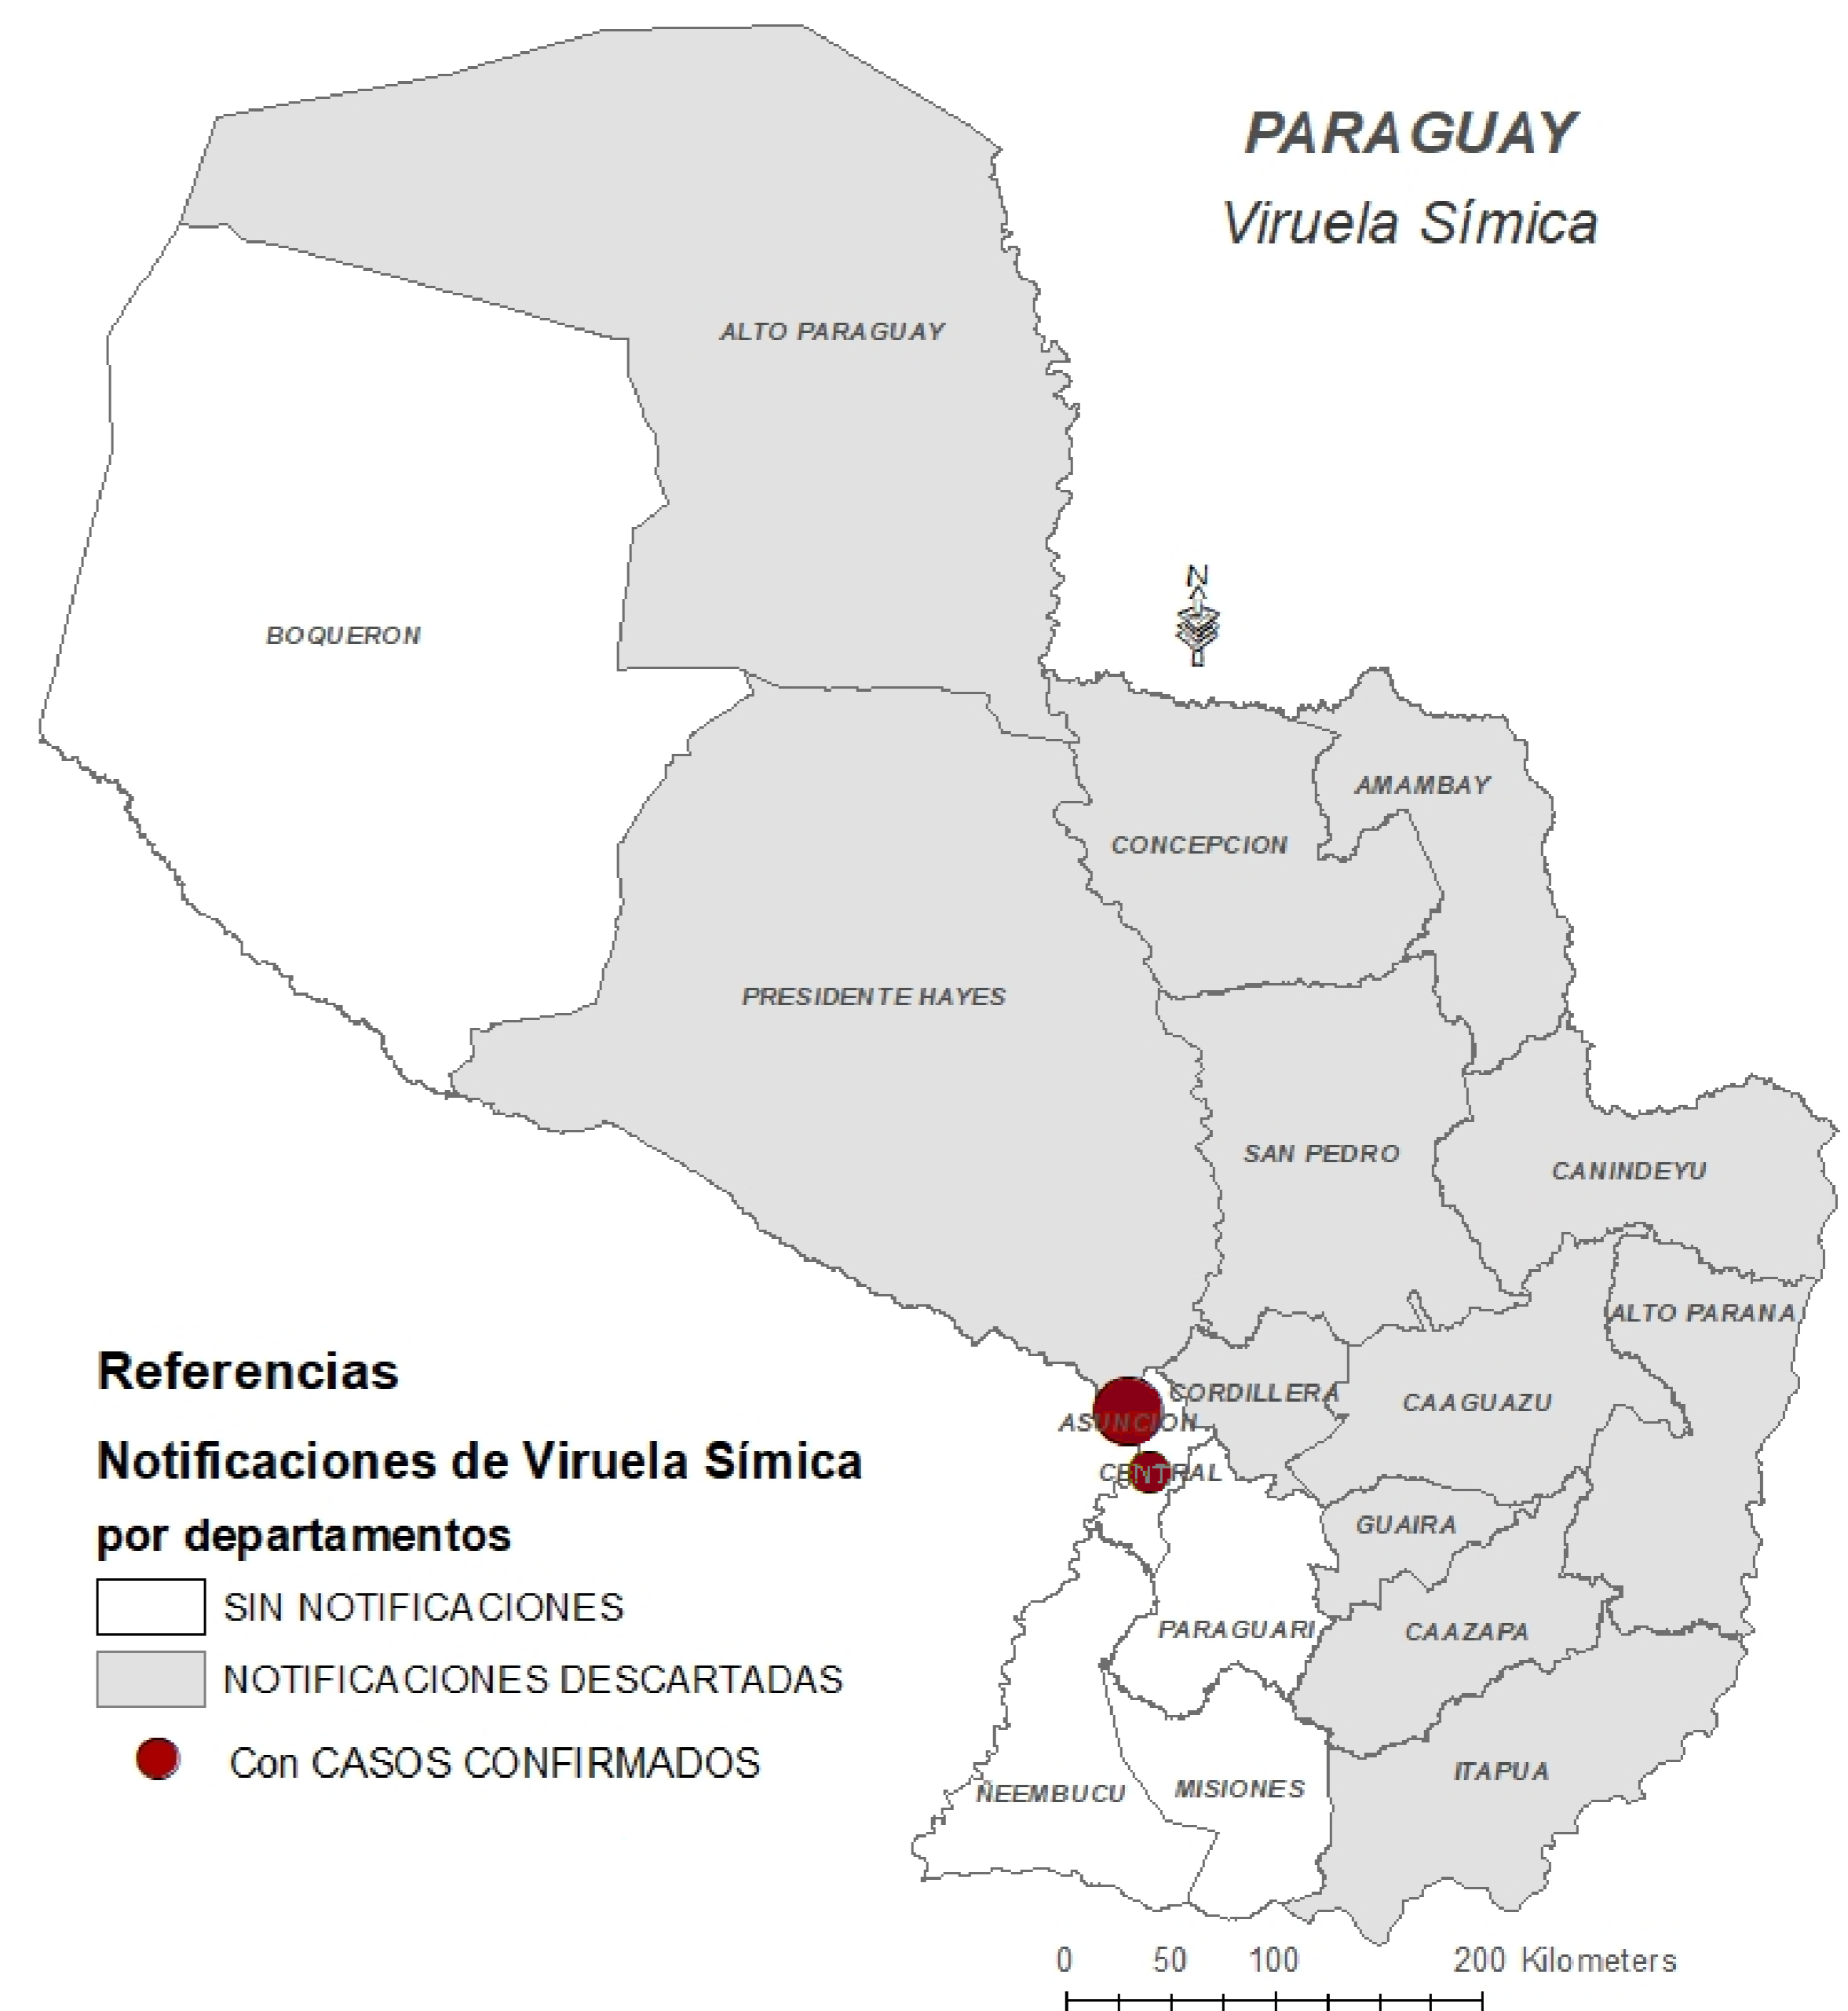 PARAGUAY
Viruela Símica
ALTO PARAGUAY
N
BOQUERON
AMAMBAY
CONCEPCION
PRESIDENTE HAYES
SAN PEDRO
CANINDEYU
ALTO PARANA
CORDILLERA
CAAGUAZU
ASUNCION
CENTRAL
GUAIRA
PARAGUARI
CAAZAPA
ITAPUA
ÑEEMBUCU
MISIONES
Referencias
Notificaciones de Viruela Símica
por departamentos
SIN NOTIFICACIONES
NOTIFICACIONES DESCARTADAS
Con CASOS CONFIRMADOS
0 50 100 200 Kilometers